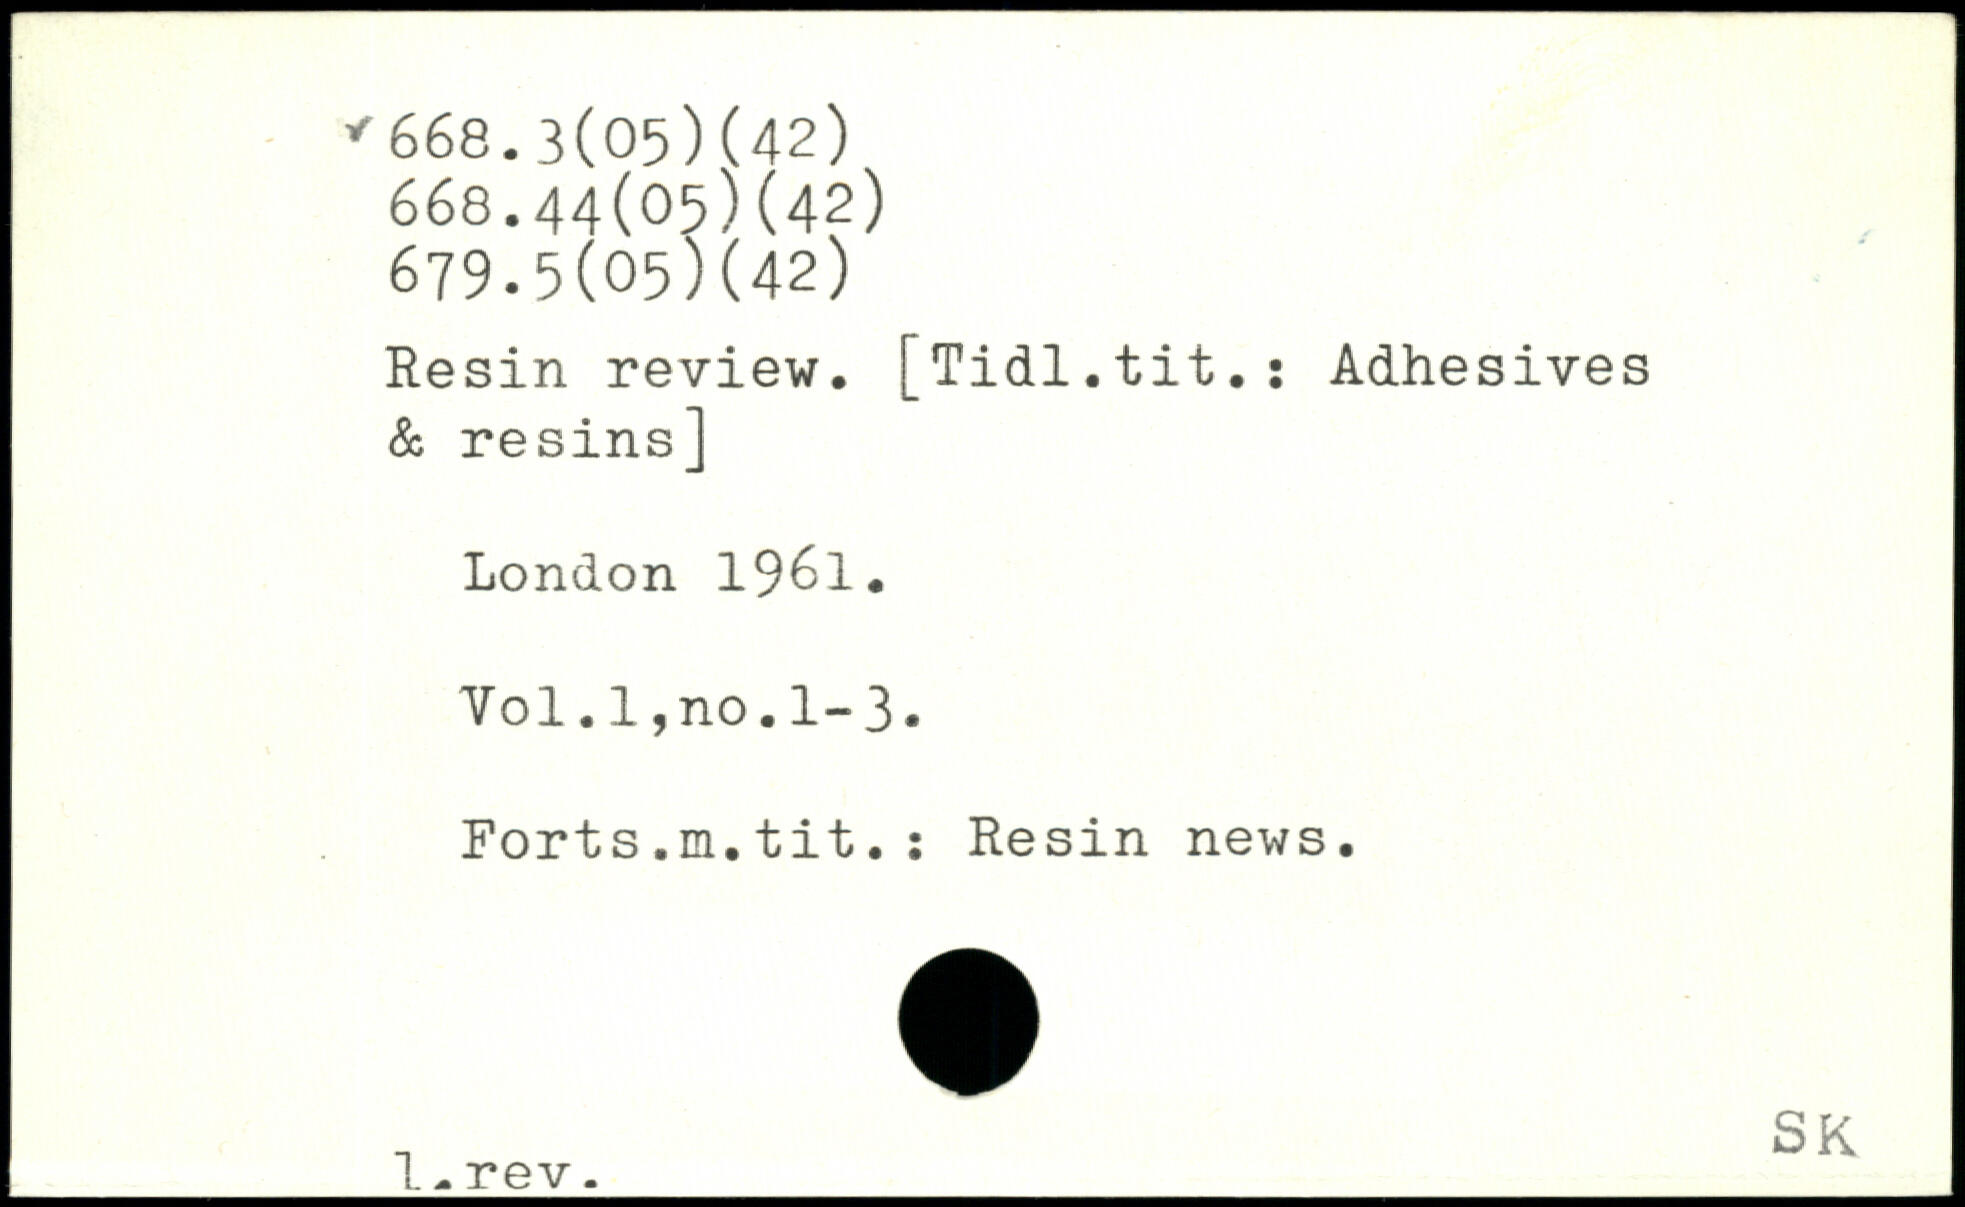 668.3(05)(42)
668.44(05)(42)
679.5(05)(42)
Resin review. [Tidl.tit.: Adhesives
& resins]
London 1961.
Vol.1,no.1-3.
Forts.m.tit.: Resin news.
SK
1.rev.